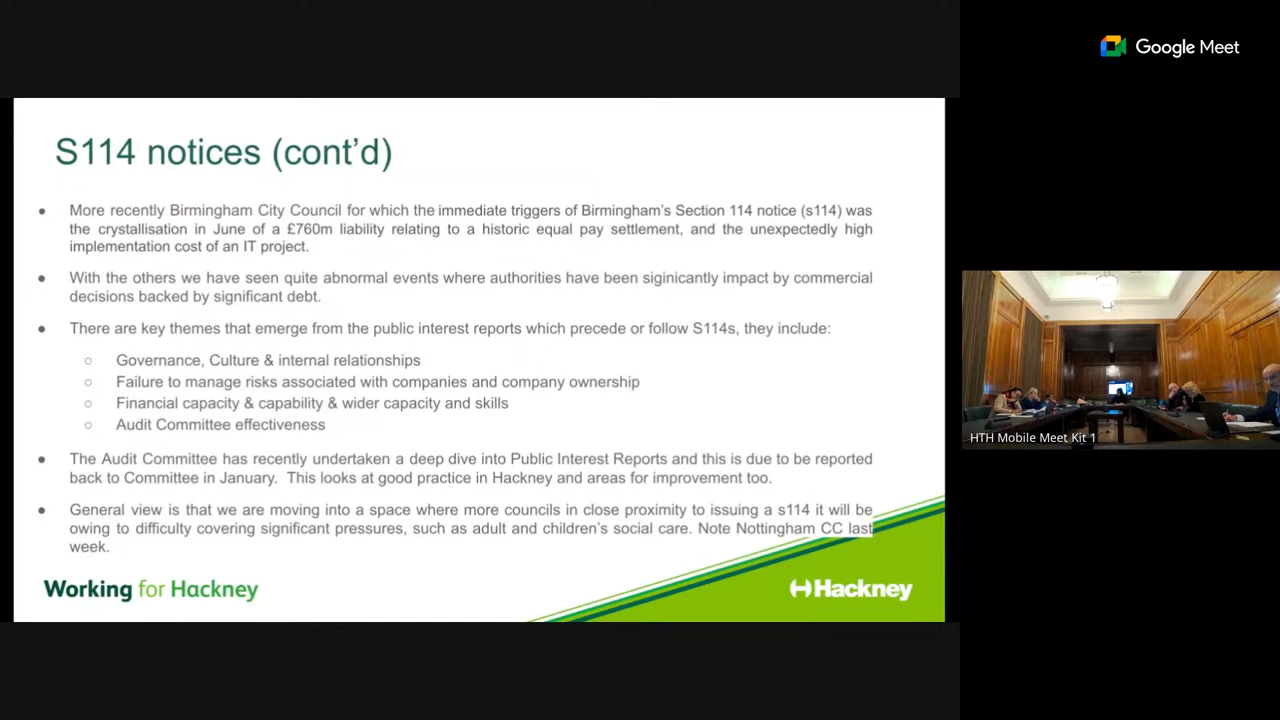 Google Meet
S114 notices (cont'd)
● More recently Birmingham City Council for which the immediate triggers of Birmingham's Section 114 notice (s114) was
the crystallisation in June of a £760m liability relating to a historic equal pay settlement, and the unexpectedly high
implementation cost of an IT project.
● With the others we have seen quite abnormal events where authorities have been siginicantly impact by commercial
decisions backed by significant debt.
● There are key themes that emerge from the public interest reports which precede or follow S114s, they include:
○ Governance, Culture & internal relationships
○ Failure to manage risks associated with companies and company ownership
○ Financial capacity & capability & wider capacity and skills
○ Audit Committee effectiveness
● The Audit Committee has recently undertaken a deep dive into Public Interest Reports and this is due to be reported
back to Committee in January. This looks at good practice in Hackney and areas for improvement too.
● General view is that we are moving into a space where more councils in close proximity to issuing a s114 it will be
owing to difficulty covering significant pressures, such as adult and children's social care. Note Nottingham CC last
week.
Working for Hackney
Hackney
HTH Mobile Meet Kit 1